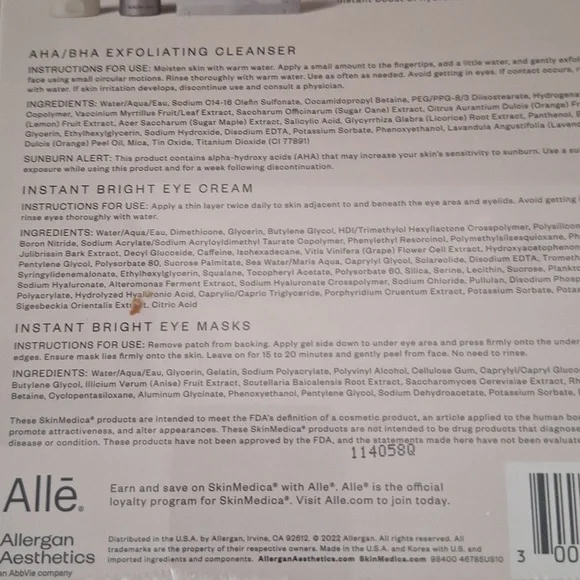 AHA/BHA EXFOLIATING CLEANSER
INSTRUCTIONS FOR USE: Moisten skin with warm water. Apply a small amount to the fingertips, add a little water, and gently
face using small circular motions. Rinse thoroughly with warm water. Use as often as needed. Avoid getting in eyes. If contact occurs,
with water. If skin irritation develops, discontinue use and consult a physician.
INGREDIENTS: Water/Aqua/Eau, Sodium C14-16 Olefin Sulfonate, Cocamidopropyl Betaine, PEG/PPG-8/3 Diisostearate,
Copolymer, Vaccinium Myrtillus Fruit/Leaf Extract, Saccharum Officinarum (Sugar Cane) Extract, Citrus Aurantium Dulcis (Orange)
(Lemon) Fruit Extract, Acer Saccharum (Sugar Maple) Extract, Salicylic Acid, Glycyrrhiza Glabra (Licorice) Root Extract, Panthenol,
Glycerin, Ethylhexylglycerin, Sodium Hydroxide, Disodium EDTA, Potassium Sorbate, Phenoxyethanol, Lavandula Angustifolia
Dulcis (Orange) Peel Oil, Mica, Tin Oxide, Titanium Dioxide (CI 77891)
SUNBURN ALERT: This product contains alpha-hydroxy acids (AHA) that may increase your skin's sensitivity to sunburn. Use a
exposure while using this product and for a week following discontinuation.
INSTANT BRIGHT EYE CREAM
INSTRUCTIONS FOR USE: Apply a thin layer twice daily to skin adjacent to and beneath the eye area and eyelids. Avoid getting
rinse eyes thoroughly with water.
INGREDIENTS: Water/Aqua/Eau, Dimethicone, Glycerin, Butylene Glycol, HDI/Trimethylol Hexyllactone Crosspolymer,
Boron Nitride, Sodium Acrylate/Sodium Acryloyldimethyl Taurate Copolymer, Phenylethyl Resorcinol, Polymethylsilsesquioxane,
Julibrissin Bark Extract, Decyl Glucoside, Caffeine, Isohexadecane, Vitis Vinifera (Grape) Flower Cell Extract,
Pentylene Glycol, Polysorbate 80, Sucrose Palmitate, Sea Water/Maris Aqua, Caprylyl Glycol, Sclareolide, Disodium EDTA,
Syringylidenemalonate, Ethylhexylglycerin, Squalane, Tocopheryl Acetate, Polysorbate 60, Silica, Serine, Lecithin, Sucrose,
Sodium Hyaluronate, Alteromonas Ferment Extract, Sodium Hyaluronate Crosspolymer, Sodium Chloride, Pullulan, Disodium
Polyacrylate, Hydrolyzed Hyaluronic Acid, Caprylic/Capric Triglyceride, Porphyridium Cruentum Extract, Potassium Sorbate,
Sigesbeckia Orientalis Extract, Citric Acid
INSTANT BRIGHT EYE MASKS
INSTRUCTIONS FOR USE: Remove patch from backing. Apply gel side down to under eye area and press firmly onto the
edges. Ensure mask lies firmly onto the skin. Leave on for 15 to 20 minutes and gently peel from face. No need to rinse.
INGREDIENTS: Water/Aqua/Eau, Glycerin, Gelatin, Sodium Polyacrylate, Polyvinyl Alcohol, Cellulose Gum, Caprylyl/Capryl
Butylene Glycol, Illicium Verum (Anise) Fruit Extract, Scutellaria Baicalensis Root Extract, Saccharomyces Cerevisiae Extract,
Betaine, Cyclopentasiloxane, Aluminum Glycinate, Phenoxyethanol, Pentylene Glycol, Sodium Dehydroacetate, Potassium Sorbate,
These SkinMedica® products are intended to meet the FDA's definition of a cosmetic product, an article applied to the human
promote attractiveness, and alter appearances. These SkinMedica® products are not intended to be drug products that
disease or condition. These products have not been approved by the FDA, and the statements made here have not been
114058Q
Allē.
Earn and save on SkinMedica® with Allē®. Allē® is the official
loyalty program for SkinMedica®. Visit Alle.com to join today.
Allergan
Aesthetics
an AbbVie company
Distributed in the U.S.A. by Allergan, Irvine, CA 92612. © 2022 Allergan. All rights reserved. All
trademarks are the property of their respective owners. Made in the U.S.A. and Korea with U.S. and
imported ingredients and components. AllerganAesthetics.com SkinMedica.com 98400 46785US10
3 00